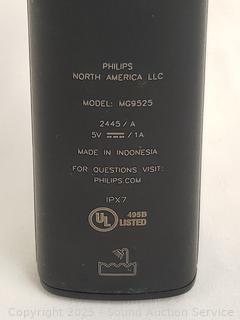 PHILIPS
NORTH AMERICA LLC
MODEL: MG9525
2445 / A
5V ⎓ / 1A
MADE IN INDONESIA
FOR QUESTIONS VISIT:
PHILIPS.COM
IPX7
UL 495B
LISTED
Copyright 2025 - Sound Auction Service